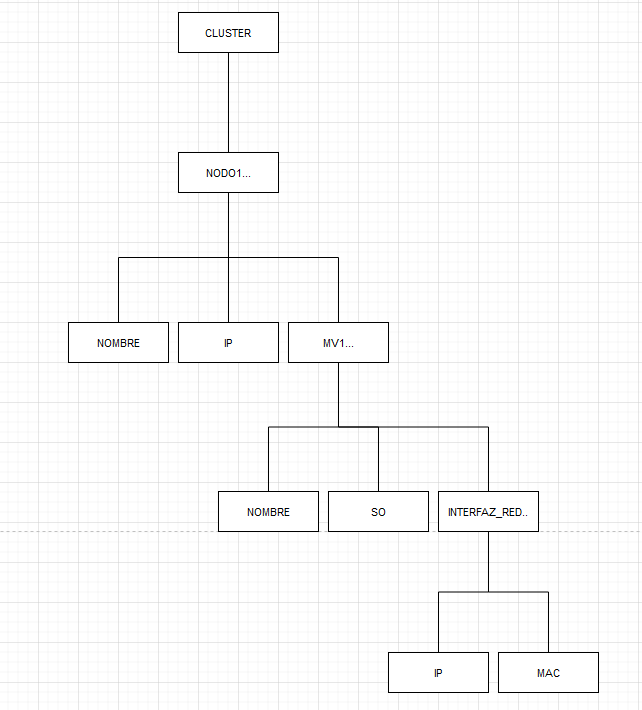 CLUSTER
NODO1...
NOMBRE
IP
MV1...
NOMBRE
SO
INTERFAZ_RED..
IP
MAC